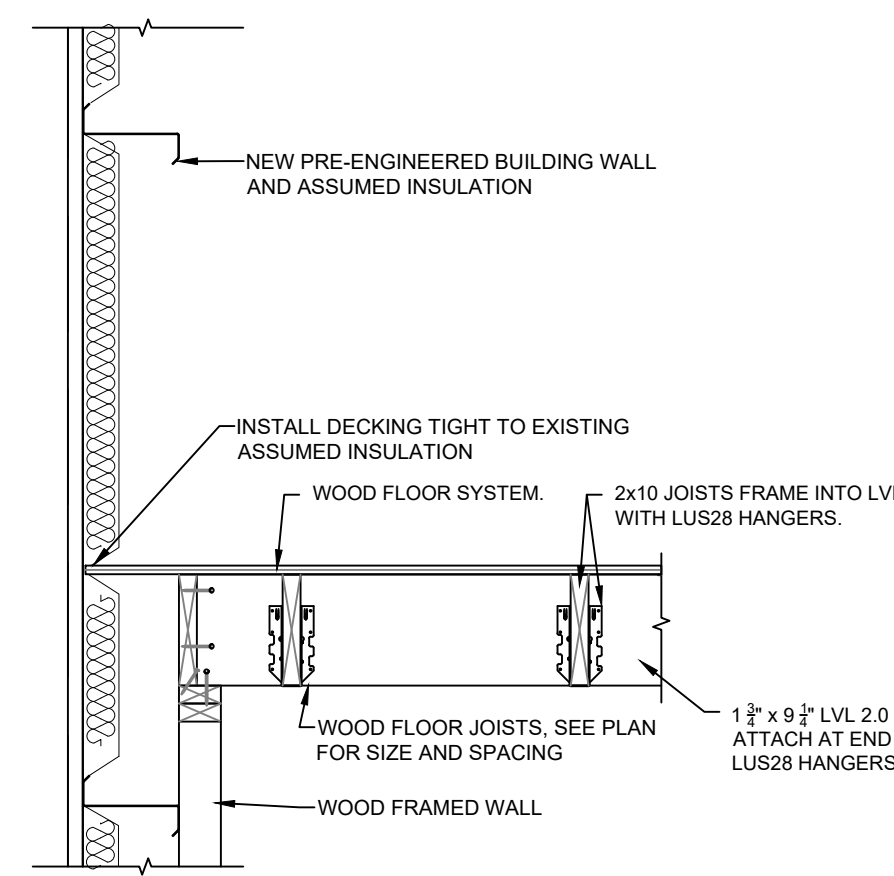 NEW PRE-ENGINEERED BUILDING WALL
AND ASSUMED INSULATION
INSTALL DECKING TIGHT TO EXISTING
ASSUMED INSULATION
WOOD FLOOR SYSTEM.
2x10 JOISTS FRAME INTO LVL
WITH LUS28 HANGERS.
WOOD FLOOR JOISTS, SEE PLAN
FOR SIZE AND SPACING
1 3/4" x 9 1/4" LVL 2.0
ATTACH AT END
LUS28 HANGERS
WOOD FRAMED WALL